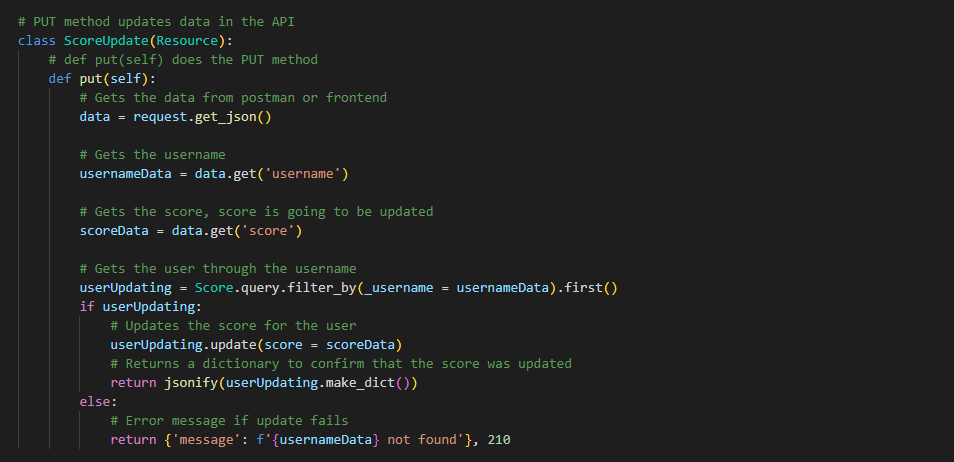 # PUT method updates data in the API
class ScoreUpdate(Resource):
    # def put(self) does the PUT method
    def put(self):
        # Gets the data from postman or frontend
        data = request.get_json()

        # Gets the username
        usernameData = data.get('username')

        # Gets the score, score is going to be updated
        scoreData = data.get('score')

        # Gets the user through the username
        userUpdating = Score.query.filter_by(_username = usernameData).first()
        if userUpdating:
            # Updates the score for the user
            userUpdating.update(score = scoreData)
            # Returns a dictionary to confirm that the score was updated
            return jsonify(userUpdating.make_dict())
        else:
            # Error message if update fails
            return {'message': f'{usernameData} not found'}, 210